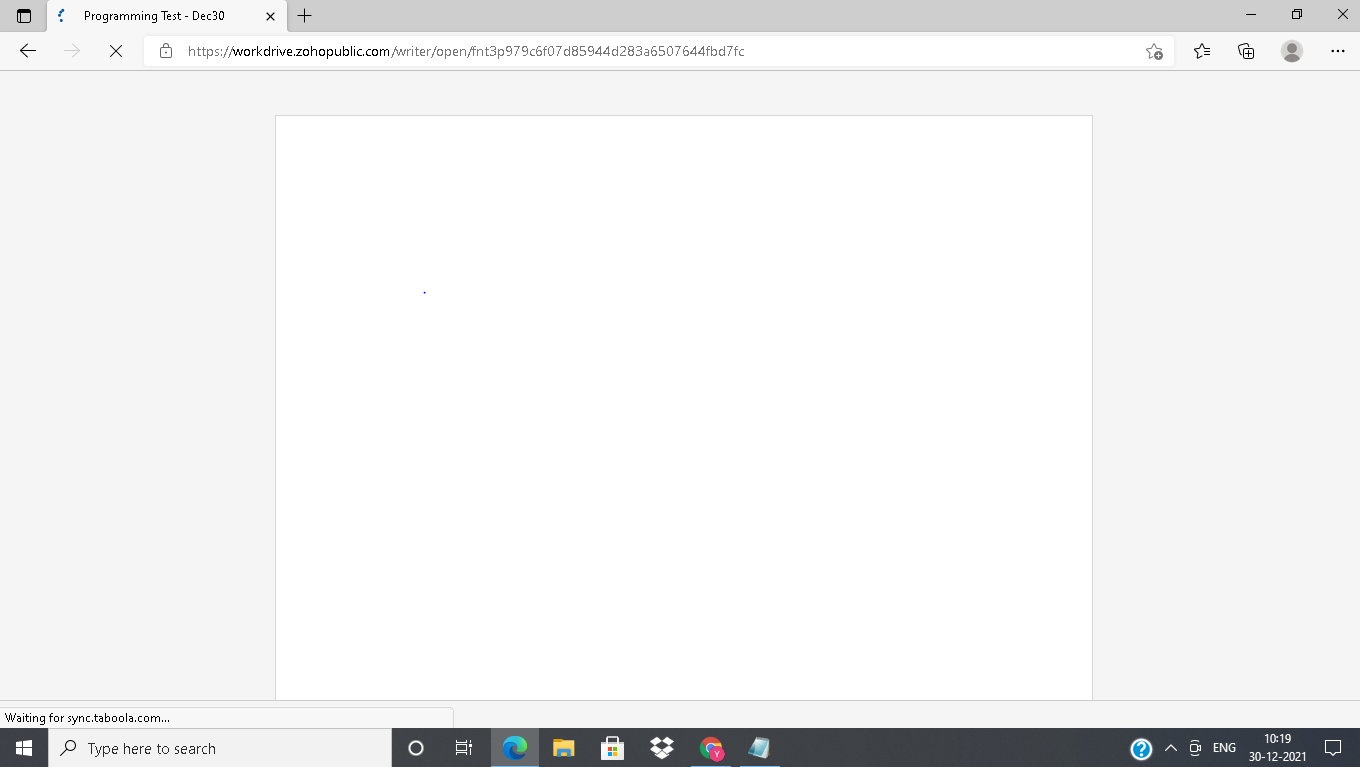 Programming Test - Dec30
https://workdrive.zohopublic.com/writer/open/fnt3p979c6f07d85944d283a6507644fbd7fc
Waiting for sync.taboola.com...
Type here to search
Y
ENG
10:19
30-12-2021